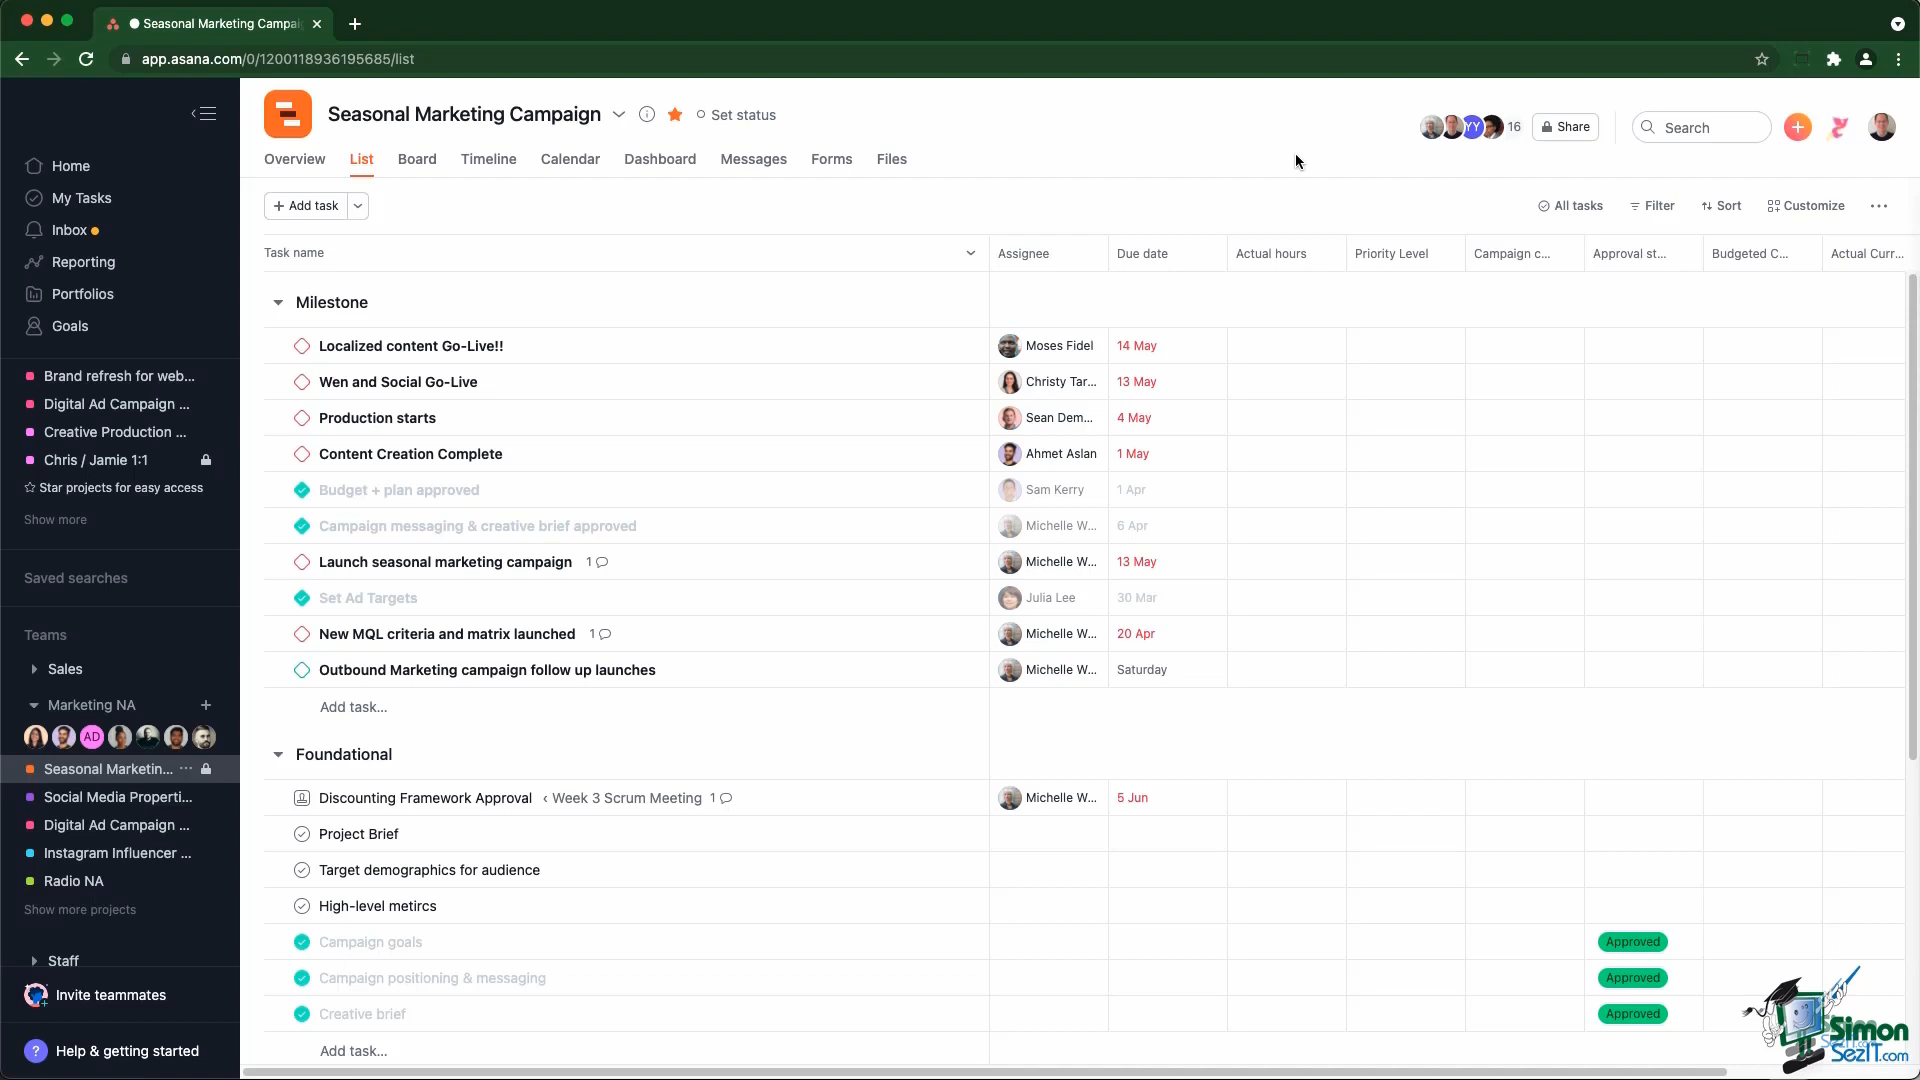 Seasonal Marketing Campai
app.asana.com/0/1200118936195685/list
Seasonal Marketing Campaign
Set status
YY
16
Share
Search
Overview
List
Board
Timeline
Calendar
Dashboard
Messages
Forms
Files
Home
My Tasks
Inbox
Reporting
Portfolios
Goals
Brand refresh for web...
Digital Ad Campaign ...
Creative Production ...
Chris / Jamie 1:1
Star projects for easy access
Show more
Saved searches
Teams
Sales
Marketing NA
AD
Seasonal Marketin...
Social Media Properti...
Digital Ad Campaign ...
Instagram Influencer ...
Radio NA
Show more projects
Staff
Invite teammates
? Help & getting started
+ Add task
All tasks
Filter
Sort
Customize
Task name Assignee Due date Actual hours Priority Level Campaign c... Approval st... Budgeted C... Actual Curr...
Milestone
Localized content Go-Live!! Moses Fidel 14 May
Wen and Social Go-Live Christy Tar... 13 May
Production starts Sean Dem... 4 May
Content Creation Complete Ahmet Aslan 1 May
Budget + plan approved Sam Kerry 1 Apr
Campaign messaging & creative brief approved Michelle W... 6 Apr
Launch seasonal marketing campaign 1 Michelle W... 13 May
Set Ad Targets Julia Lee 30 Mar
New MQL criteria and matrix launched 1 Michelle W... 20 Apr
Outbound Marketing campaign follow up launches Michelle W... Saturday
Add task...
Foundational
Discounting Framework Approval ‹ Week 3 Scrum Meeting 1 Michelle W... 5 Jun
Project Brief
Target demographics for audience
High-level metircs
Campaign goals Approved
Campaign positioning & messaging Approved
Creative brief Approved
Add task...
Simon
SezIT.com